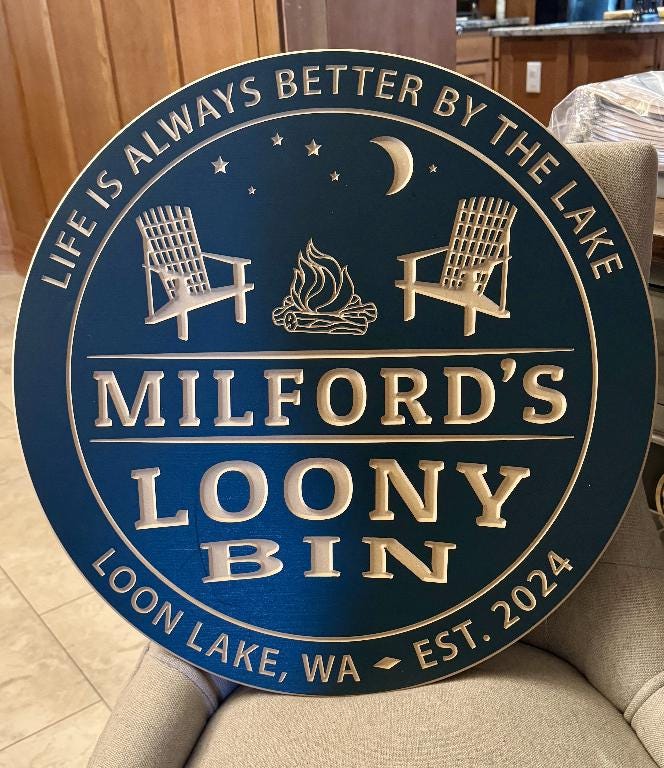 LIFE IS ALWAYS BETTER BY THE LAKE
MILFORD'S
LOONY
BIN
LOON LAKE, WA - EST. 2024